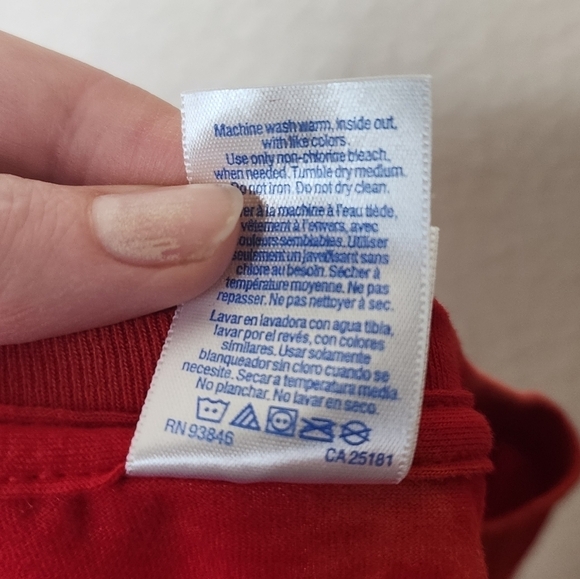 Machine wash warm, inside out,
with like colors.
Use only non-chlorine bleach,
when needed. Tumble dry medium.
Do not iron. Do not dry clean.
à la machine à l'eau tiède,
vêtement à l'envers, avec
couleurs semblables. Utiliser
seulement un javellisant sans
chlore au besoin. Sécher à
température moyenne. Ne pas
repasser. Ne pas nettoyer à sec.
Lavar en lavadora con agua tibia,
lavar por el revés, con colores
similares. Usar solamente
blanqueador sin cloro cuando se
necesite. Secar a temperatura media.
No planchar. No lavar en seco.
RN 93846
CA 25181